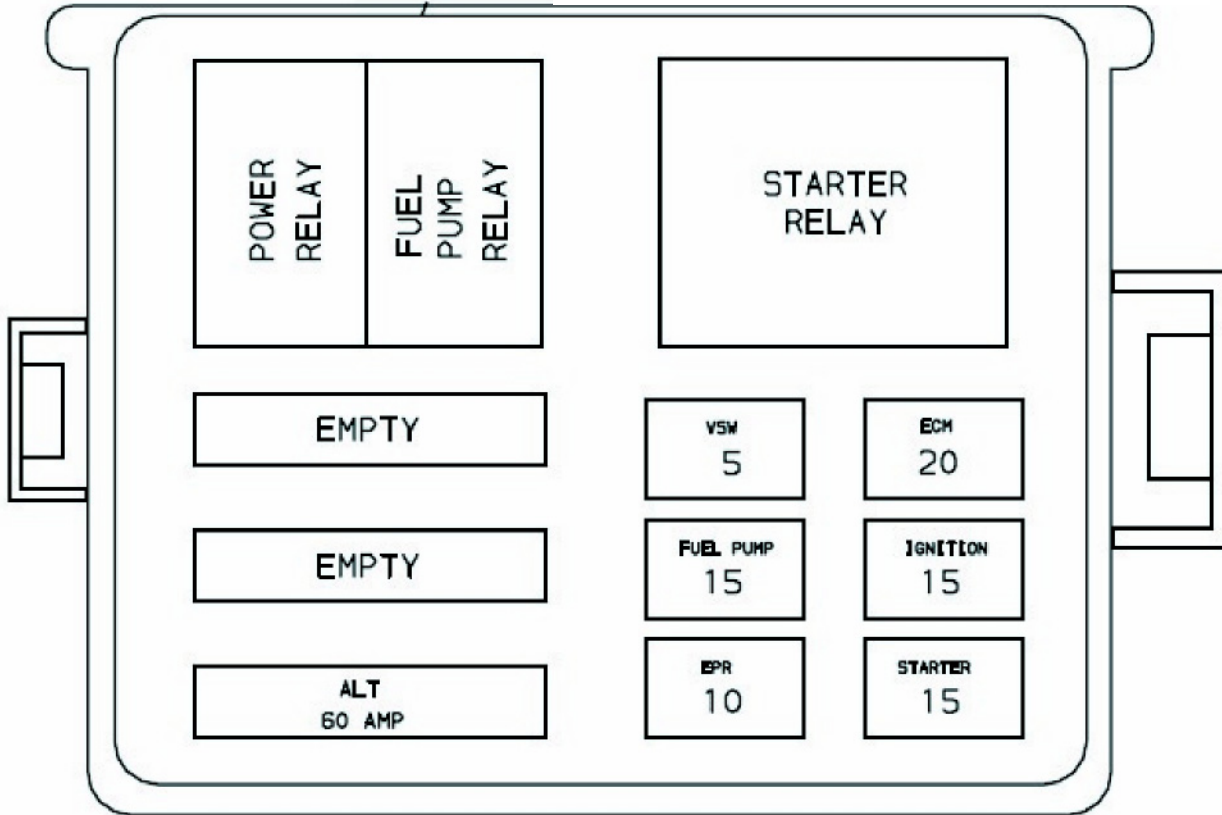 POWER
RELAY
FUEL
PUMP
RELAY
STARTER
RELAY
EMPTY
EMPTY
ALT
60 AMP
VSW
5
ECM
20
FUEL PUMP
15
IGNITION
15
EPR
10
STARTER
15